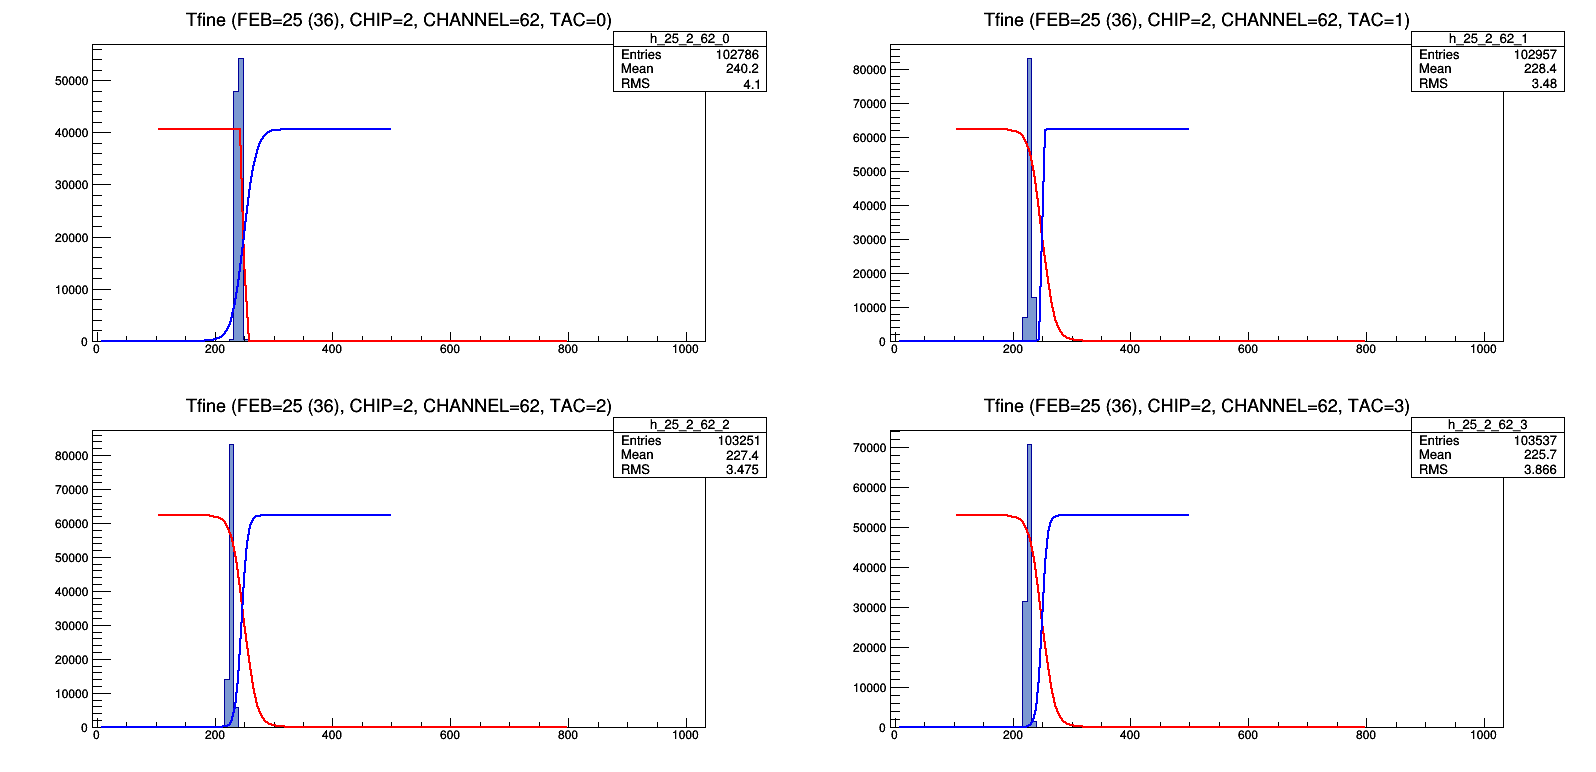 Tfine (FEB=25 (36), CHIP=2, CHANNEL=62, TAC=0)
h_25_2_62_0
Entries 102786
Mean 240.2
RMS 4.1
50000
40000
30000
20000
10000
0
0 200 400 600 800 1000
Tfine (FEB=25 (36), CHIP=2, CHANNEL=62, TAC=1)
h_25_2_62_1
Entries 102957
Mean 228.4
RMS 3.48
80000
70000
60000
50000
40000
30000
20000
10000
0
0 200 400 600 800 1000
Tfine (FEB=25 (36), CHIP=2, CHANNEL=62, TAC=2)
h_25_2_62_2
Entries 103251
Mean 227.4
RMS 3.475
80000
70000
60000
50000
40000
30000
20000
10000
0
0 200 400 600 800 1000
Tfine (FEB=25 (36), CHIP=2, CHANNEL=62, TAC=3)
h_25_2_62_3
Entries 103537
Mean 225.7
RMS 3.866
70000
60000
50000
40000
30000
20000
10000
0
0 200 400 600 800 1000